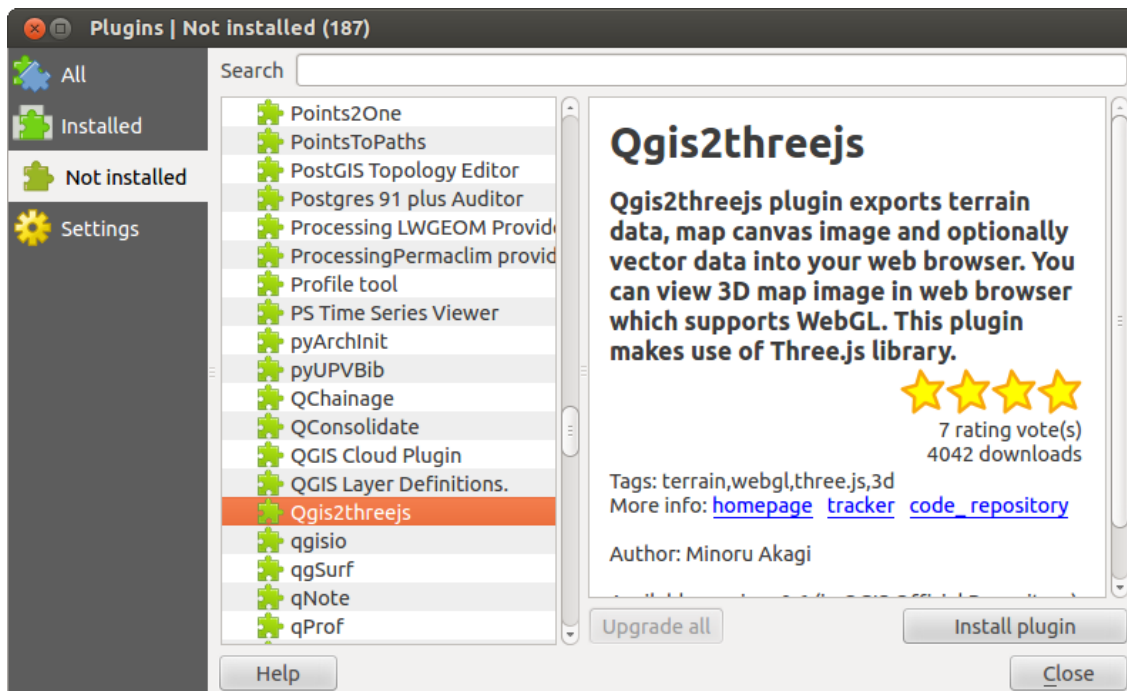 Plugins | Not installed (187)
All
Installed
Not installed
Settings
Search
Points2One
PointsToPaths
PostGIS Topology Editor
Postgres 91 plus Auditor
Processing LWGEOM Provid
ProcessingPermaclim provid
Profile tool
PS Time Series Viewer
pyArchInit
pyUPVBib
QChainage
QConsolidate
QGIS Cloud Plugin
QGIS Layer Definitions.
Qgis2threejs
qgisio
qgSurf
qNote
qProf
Qgis2threejs
Qgis2threejs plugin exports terrain
data, map canvas image and optionally
vector data into your web browser. You
can view 3D map image in web browser
which supports WebGL. This plugin
makes use of Three.js library.
7 rating vote(s)
4042 downloads
Tags: terrain,webgl,three.js,3d
More info: homepage tracker code_repository
Author: Minoru Akagi
Upgrade all
Install plugin
Help
Close